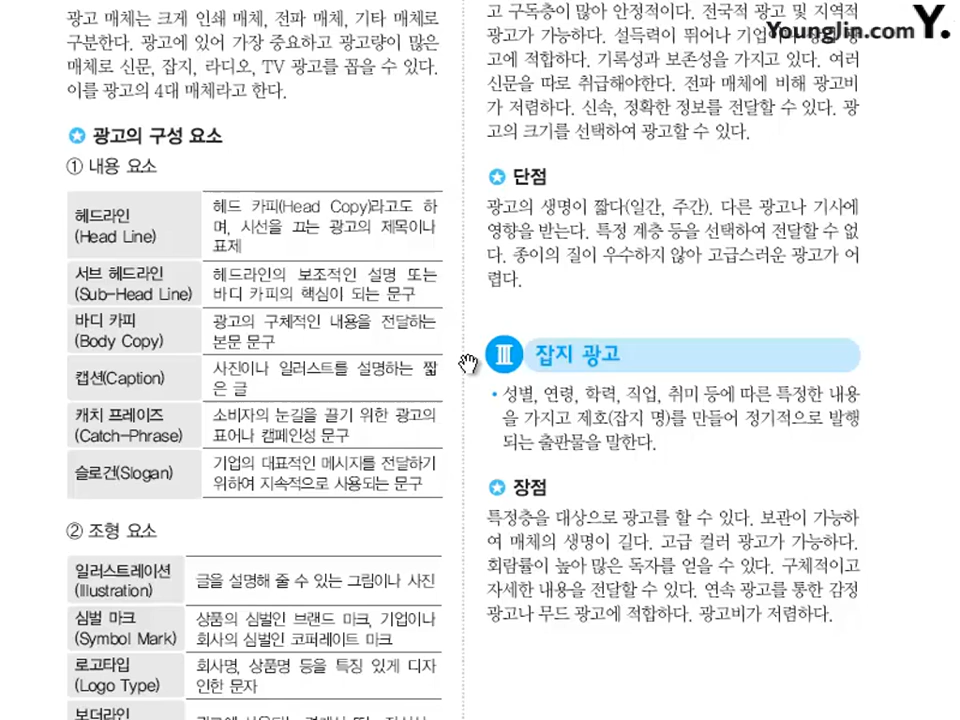 광고 매체는 크게 인쇄 매체, 전파 매체, 기타 매체로
구분한다. 광고에 있어 가장 중요하고 광고량이 많은
매체로 신문, 잡지, 라디오, TV 광고를 꼽을 수 있다.
이를 광고의 4대 매체라고 한다.
광고의 구성 요소
① 내용 요소
헤드라인
(Head Line)
헤드 카피(Head Copy)라고도 하
며, 시선을 끄는 광고의 제목이나
표제
서브 헤드라인
(Sub-Head Line)
헤드라인의 보조적인 설명 또는
바디 카피의 핵심이 되는 문구
바디 카피
(Body Copy)
광고의 구체적인 내용을 전달하는
본문 문구
캡션(Caption)
사진이나 일러스트를 설명하는 짧
은 글
캐치 프레이즈
(Catch-Phrase)
소비자의 눈길을 끌기 위한 광고의
표어나 캠페인성 문구
슬로건(Slogan)
기업의 대표적인 메시지를 전달하기
위하여 지속적으로 사용되는 문구
② 조형 요소
일러스트레이션
(Illustration)
글을 설명해 줄 수 있는 그림이나 사진
심벌 마크
(Symbol Mark)
상품의 심벌인 브랜드 마크, 기업이나
회사의 심벌인 코퍼레이트 마크
로고타입
(Logo Type)
회사명, 상품명 등을 특징 있게 디자
인한 문자
보더라인
고 구독층이 많아 안정적이다. 전국적 광고 및 지역적
광고가 가능하다. 설득력이 뛰어나 기업
고에 적합하다. 기록성과 보존성을 가지고 있다. 여러
신문을 따로 취급해야한다. 전파 매체에 비해 광고비
가 저렴하다. 신속, 정확한 정보를 전달할 수 있다. 광
고의 크기를 선택하여 광고할 수 있다.
단점
광고의 생명이 짧다(일간, 주간). 다른 광고나 기사에
영향을 받는다. 특정 계층 등을 선택하여 전달할 수 없
다. 종이의 질이 우수하지 않아 고급스러운 광고가 어
렵다.
Ⅲ 잡지 광고
• 성별, 연령, 학력, 직업, 취미 등에 따른 특정한 내용
을 가지고 제호(잡지 명)를 만들어 정기적으로 발행
되는 출판물을 말한다.
장점
특정층을 대상으로 광고를 할 수 있다. 보관이 가능하
여 매체의 생명이 길다. 고급 컬러 광고가 가능하다.
회람률이 높아 많은 독자를 얻을 수 있다. 구체적이고
자세한 내용을 전달할 수 있다. 연속 광고를 통한 감정
광고나 무드 광고에 적합하다. 광고비가 저렴하다.
YoungJin.com Y.